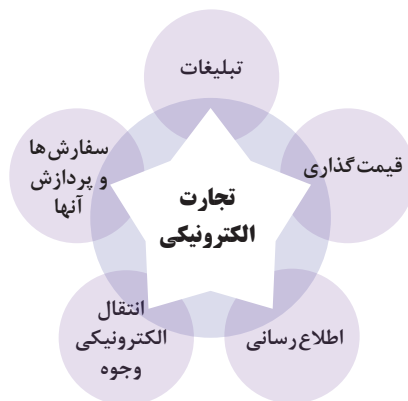 تبلیغات
قیمت‌گذاری
سفارش‌ها
و پردازش
آنها
تجارت
الکترونیکی
انتقال
الکترونیکی
وجوه
اطلاع‌رسانی